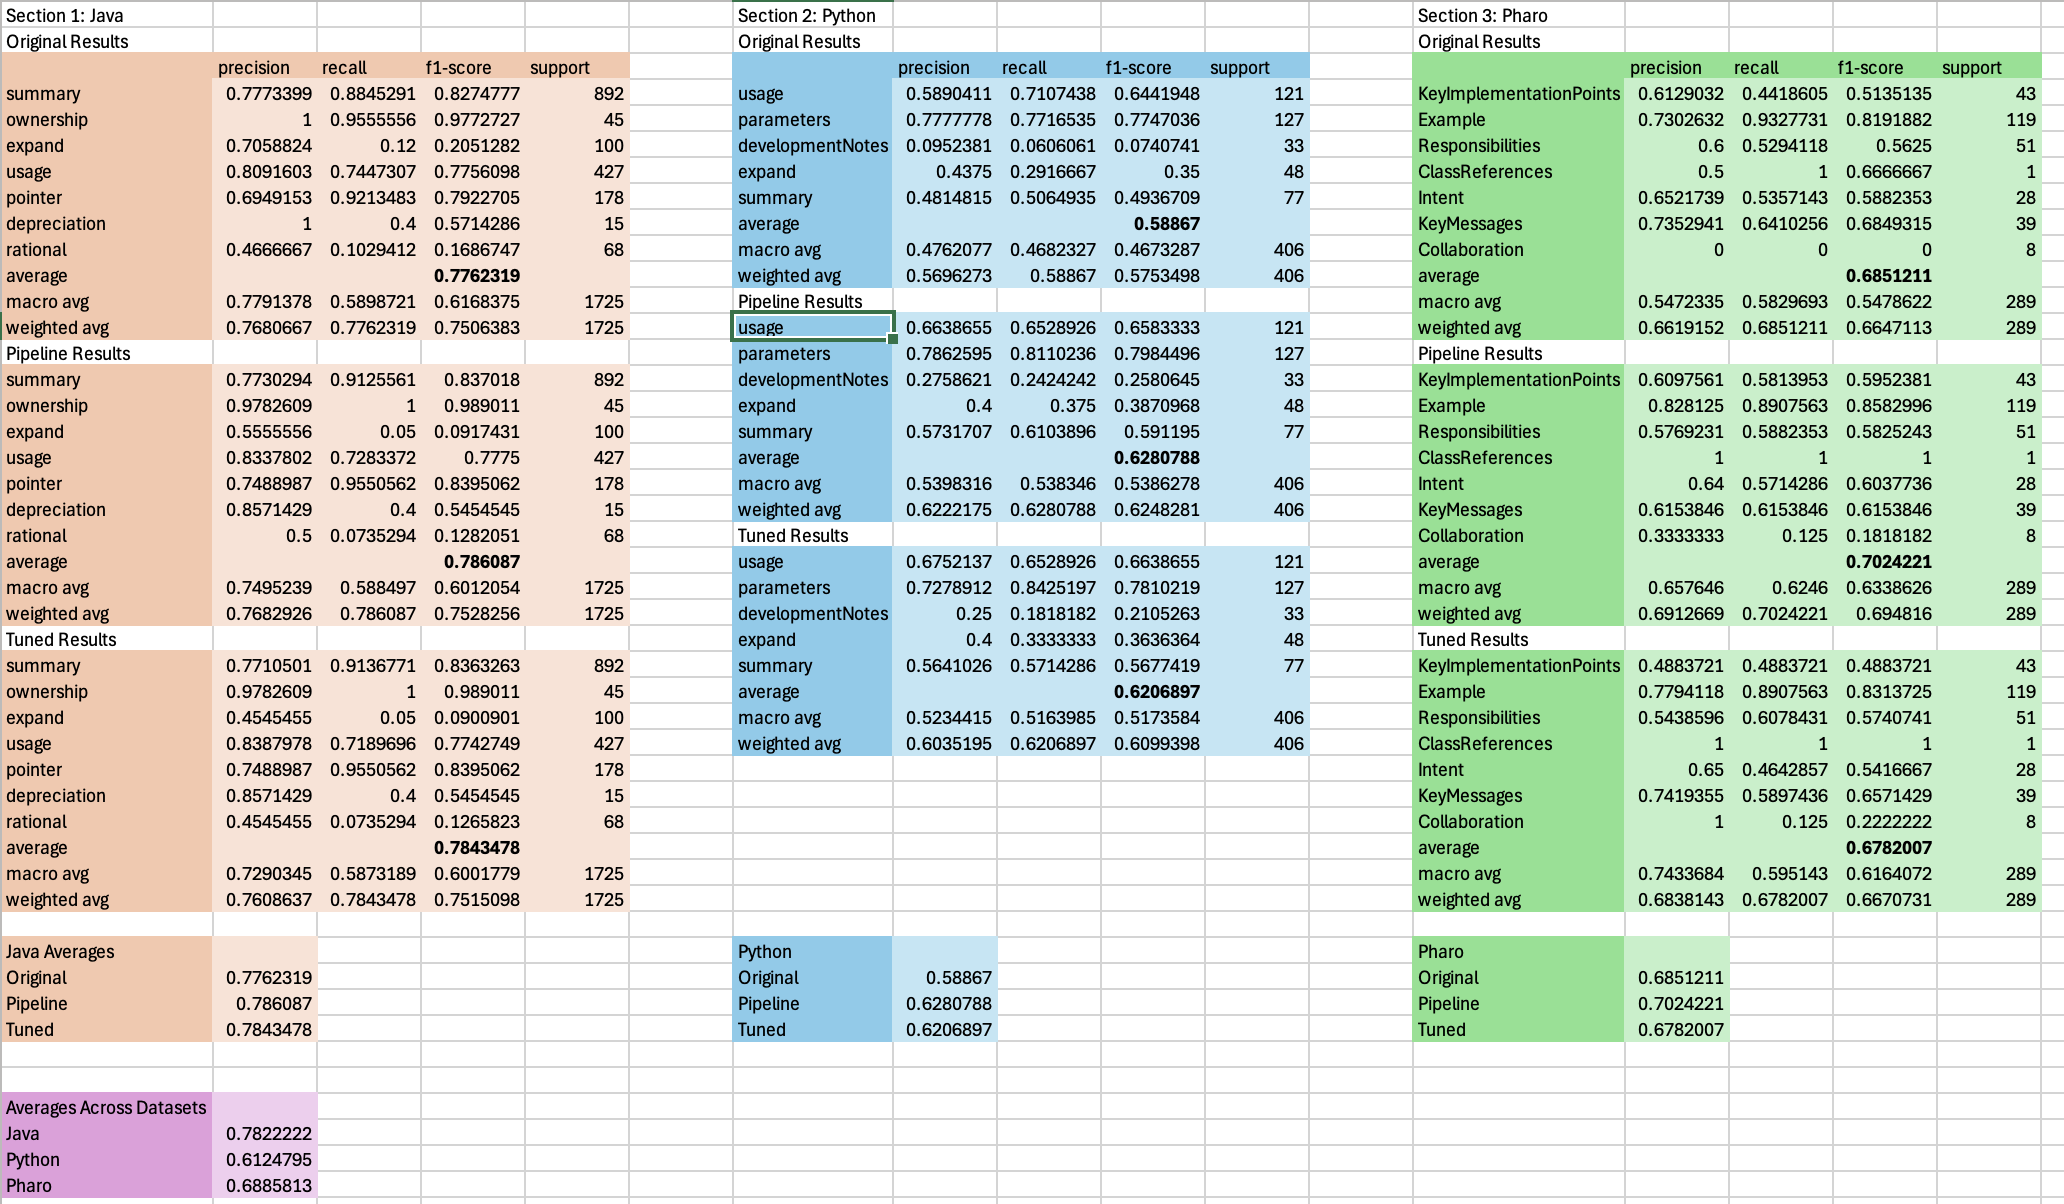 Section 1: Java
Original Results
precision recall f1-score support
summary 0.7773399 0.8845291 0.8274777 892
ownership 1 0.9555556 0.9772727 45
expand 0.7058824 0.12 0.2051282 100
usage 0.8091603 0.7447307 0.7756098 427
pointer 0.6949153 0.9213483 0.7922705 178
depreciation 1 0.4 0.5714286 15
rational 0.4666667 0.1029412 0.1686747 68
average 0.7762319
macro avg 0.7791378 0.5898721 0.6168375 1725
weighted avg 0.7680667 0.7762319 0.7506383 1725
Pipeline Results
summary 0.7730294 0.9125561 0.837018 892
ownership 0.9782609 1 0.989011 45
expand 0.5555556 0.05 0.0917431 100
usage 0.8337802 0.7283372 0.7775 427
pointer 0.7488987 0.9550562 0.8395062 178
depreciation 0.8571429 0.4 0.5454545 15
rational 0.5 0.0735294 0.1282051 68
average 0.786087
macro avg 0.7495239 0.588497 0.6012054 1725
weighted avg 0.7682926 0.786087 0.7528256 1725
Tuned Results
summary 0.7710501 0.9136771 0.8363263 892
ownership 0.9782609 1 0.989011 45
expand 0.4545455 0.05 0.0900901 100
usage 0.8387978 0.7189696 0.7742749 427
pointer 0.7488987 0.9550562 0.8395062 178
depreciation 0.8571429 0.4 0.5454545 15
rational 0.4545455 0.0735294 0.1265823 68
average 0.7843478
macro avg 0.7290345 0.5873189 0.6001779 1725
weighted avg 0.7608637 0.7843478 0.7515098 1725
Java Averages
Original 0.7762319
Pipeline 0.786087
Tuned 0.7843478
Averages Across Datasets
Java 0.7822222
Python 0.6124795
Pharo 0.6885813
Section 2: Python
Original Results
precision recall f1-score support
usage 0.5890411 0.7107438 0.6441948 121
parameters 0.7777778 0.7716535 0.7747036 127
developmentNotes 0.0952381 0.0606061 0.0740741 33
expand 0.4375 0.2916667 0.35 48
summary 0.4814815 0.5064935 0.4936709 77
average 0.58867
macro avg 0.4762077 0.4682327 0.4673287 406
weighted avg 0.5696273 0.58867 0.5753498 406
Pipeline Results
usage 0.6638655 0.6528926 0.6583333 121
parameters 0.7862595 0.8110236 0.7984496 127
developmentNotes 0.2758621 0.2424242 0.2580645 33
expand 0.4 0.375 0.3870968 48
summary 0.5731707 0.6103896 0.591195 77
average 0.6280788
macro avg 0.5398316 0.538346 0.5386278 406
weighted avg 0.6222175 0.6280788 0.6248281 406
Tuned Results
usage 0.6752137 0.6528926 0.6638655 121
parameters 0.7278912 0.8425197 0.7810219 127
developmentNotes 0.25 0.1818182 0.2105263 33
expand 0.4 0.3333333 0.3636364 48
summary 0.5641026 0.5714286 0.5677419 77
average 0.6206897
macro avg 0.5234415 0.5163985 0.5173584 406
weighted avg 0.6035195 0.6206897 0.6099398 406
Python
Original 0.58867
Pipeline 0.6280788
Tuned 0.6206897
Section 3: Pharo
Original Results
precision recall f1-score support
KeyImplementationPoints 0.6129032 0.4418605 0.5135135 43
Example 0.7302632 0.9327731 0.8191882 119
Responsibilities 0.6 0.5294118 0.5625 51
ClassReferences 0.5 1 0.6666667 1
Intent 0.6521739 0.5357143 0.5882353 28
KeyMessages 0.7352941 0.6410256 0.6849315 39
Collaboration 0 0 0 8
average 0.6851211
macro avg 0.5472335 0.5829693 0.5478622 289
weighted avg 0.6619152 0.6851211 0.6647113 289
Pipeline Results
KeyImplementationPoints 0.6097561 0.5813953 0.5952381 43
Example 0.828125 0.8907563 0.8582996 119
Responsibilities 0.5769231 0.5882353 0.5825243 51
ClassReferences 1 1 1 1
Intent 0.64 0.5714286 0.6037736 28
KeyMessages 0.6153846 0.6153846 0.6153846 39
Collaboration 0.3333333 0.125 0.1818182 8
average 0.7024221
macro avg 0.657646 0.6246 0.6338626 289
weighted avg 0.6912669 0.7024221 0.694816 289
Tuned Results
KeyImplementationPoints 0.4883721 0.4883721 0.4883721 43
Example 0.7794118 0.8907563 0.8313725 119
Responsibilities 0.5438596 0.6078431 0.5740741 51
ClassReferences 1 1 1 1
Intent 0.65 0.4642857 0.5416667 28
KeyMessages 0.7419355 0.5897436 0.6571429 39
Collaboration 1 0.125 0.2222222 8
average 0.6782007
macro avg 0.7433684 0.595143 0.6164072 289
weighted avg 0.6838143 0.6782007 0.6670731 289
Pharo
Original 0.6851211
Pipeline 0.7024221
Tuned 0.6782007